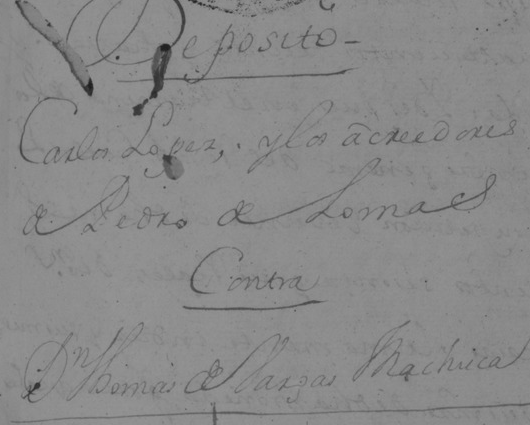 Deposito -
Carlos Lopez, y los acreedores
de Pedro de Lomas
Contra
Dn Thomas de Vargas Machuca